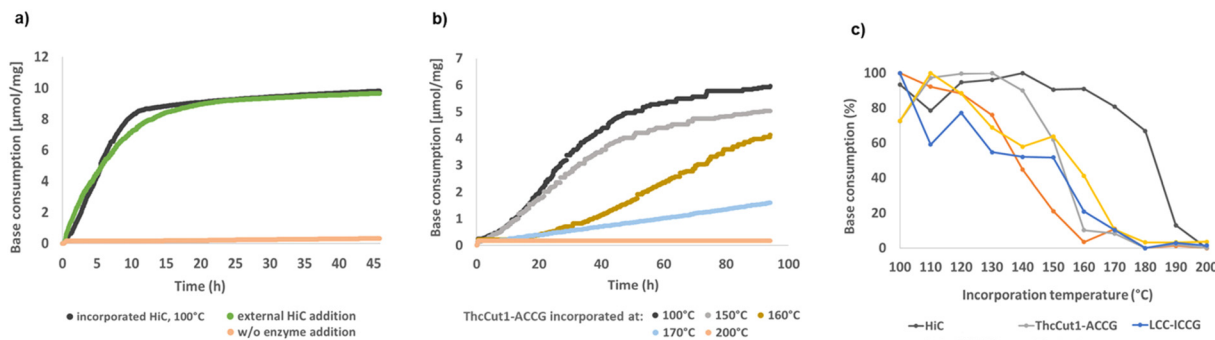 a)
Base consumption [µmol/mg]
12
10
8
6
4
2
0
0 5 10 15 20 25 30 35 40 45
Time (h)
incorporated HiC, 100°C
external HiC addition
w/o enzyme addition
b)
Base consumption [µmol/mg]
6
5
4
3
2
1
0
0 20 40 60 80 100
Time (h)
ThcCut1-ACCG incorporated at:
100°C 150°C 160°C
170°C 200°C
c)
Base consumption (%)
100
80
60
40
20
0
100 110 120 130 140 150 160 170 180 190 200
Incorporation temperature (°C)
HiC
ThcCut1-ACCG
LCC-ICCG